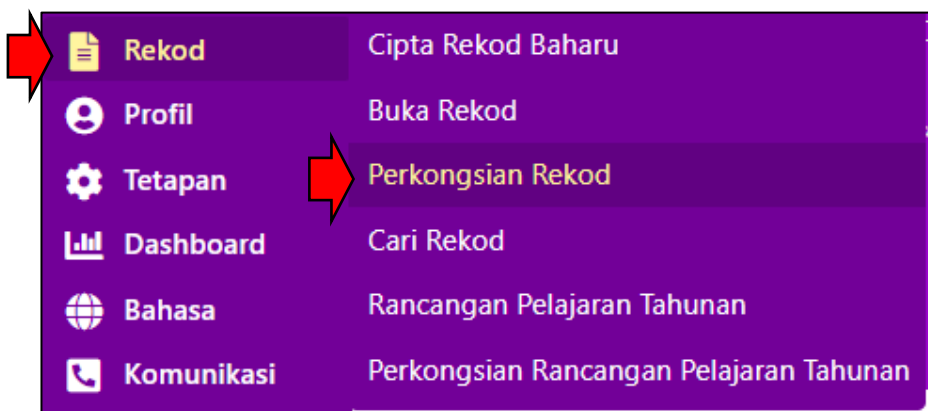 Rekod
Profil
Tetapan
Dashboard
Bahasa
Komunikasi
Cipta Rekod Baharu
Buka Rekod
Perkongsian Rekod
Cari Rekod
Rancangan Pelajaran Tahunan
Perkongsian Rancangan Pelajaran Tahunan